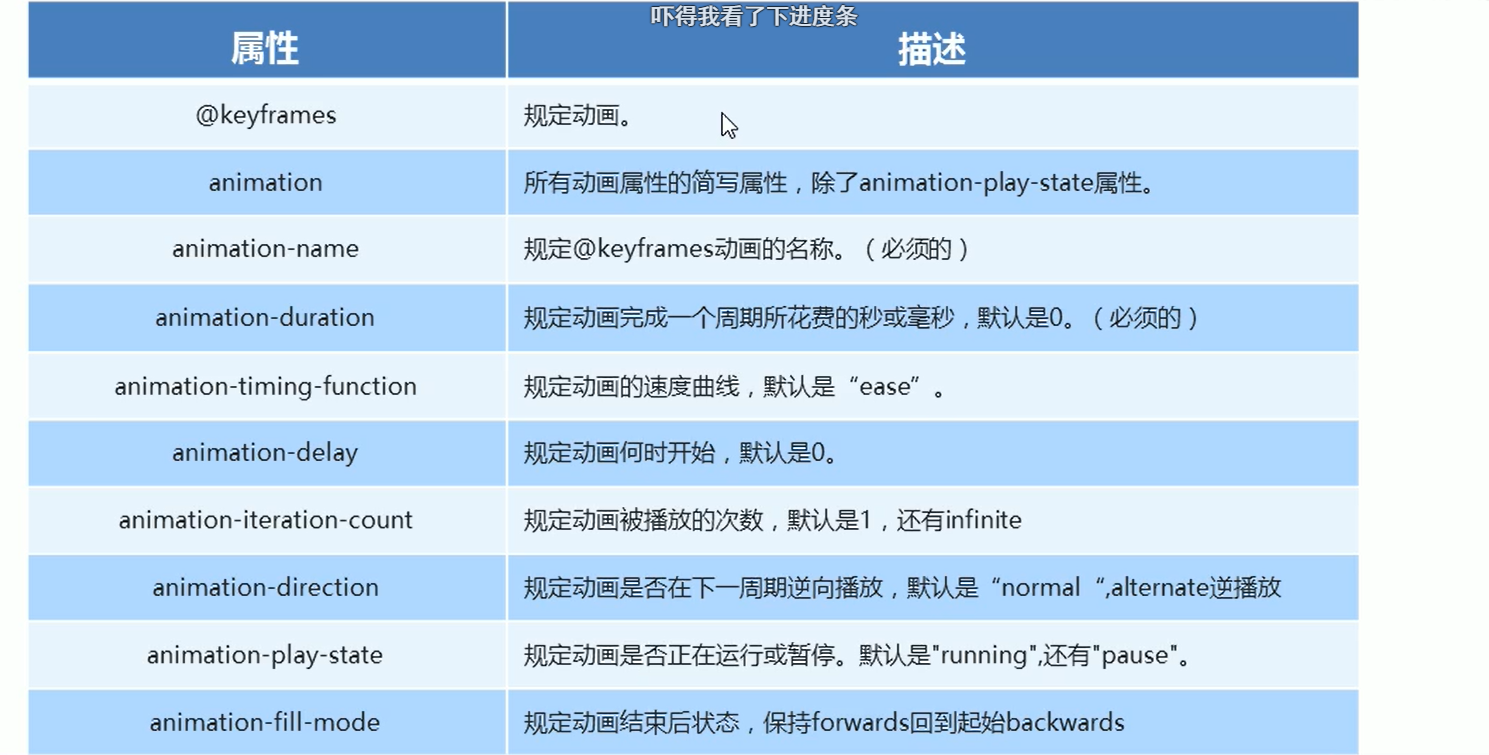 吓得我看了下进度条
属性 描述
@keyframes 规定动画。
animation 所有动画属性的简写属性，除了animation-play-state属性。
animation-name 规定@keyframes动画的名称。（必须的）
animation-duration 规定动画完成一个周期所花费的秒或毫秒，默认是0。（必须的）
animation-timing-function 规定动画的速度曲线，默认是“ease”。
animation-delay 规定动画何时开始，默认是0。
animation-iteration-count 规定动画被播放的次数，默认是1，还有infinite
animation-direction 规定动画是否在下一周期逆向播放，默认是“normal“,alternate逆播放
animation-play-state 规定动画是否正在运行或暂停。默认是"running",还有"pause"。
animation-fill-mode 规定动画结束后状态，保持forwards回到起始backwards